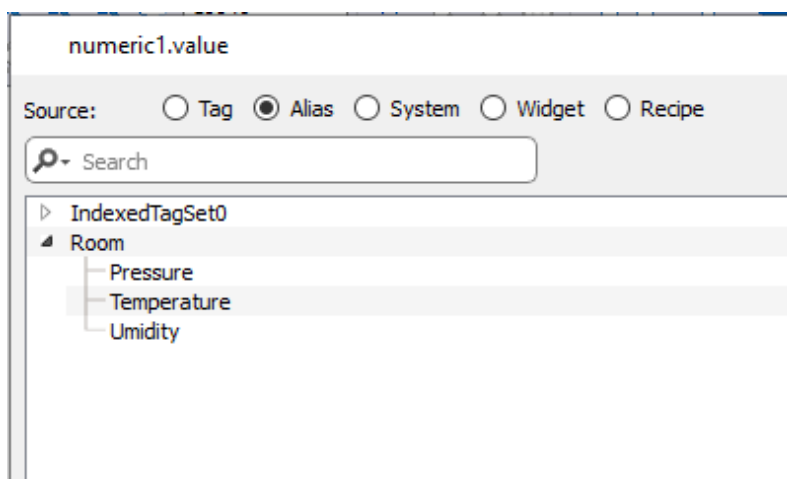 numeric1.value
Source: Tag Alias System Widget Recipe
Search
IndexedTagSet0
Room
Pressure
Temperature
Umidity